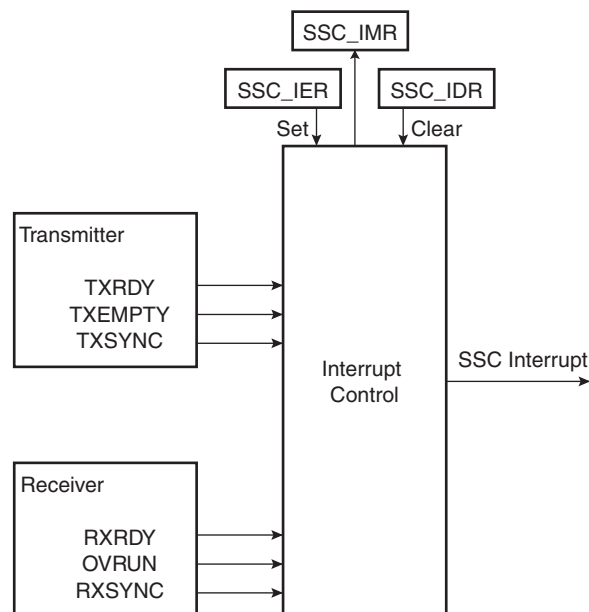 SSC_IMR
SSC_IER
SSC_IDR
Set
Clear
Transmitter
TXRDY
TXEMPTY
TXSYNC
Interrupt
Control
SSC Interrupt
Receiver
RXRDY
OVRUN
RXSYNC